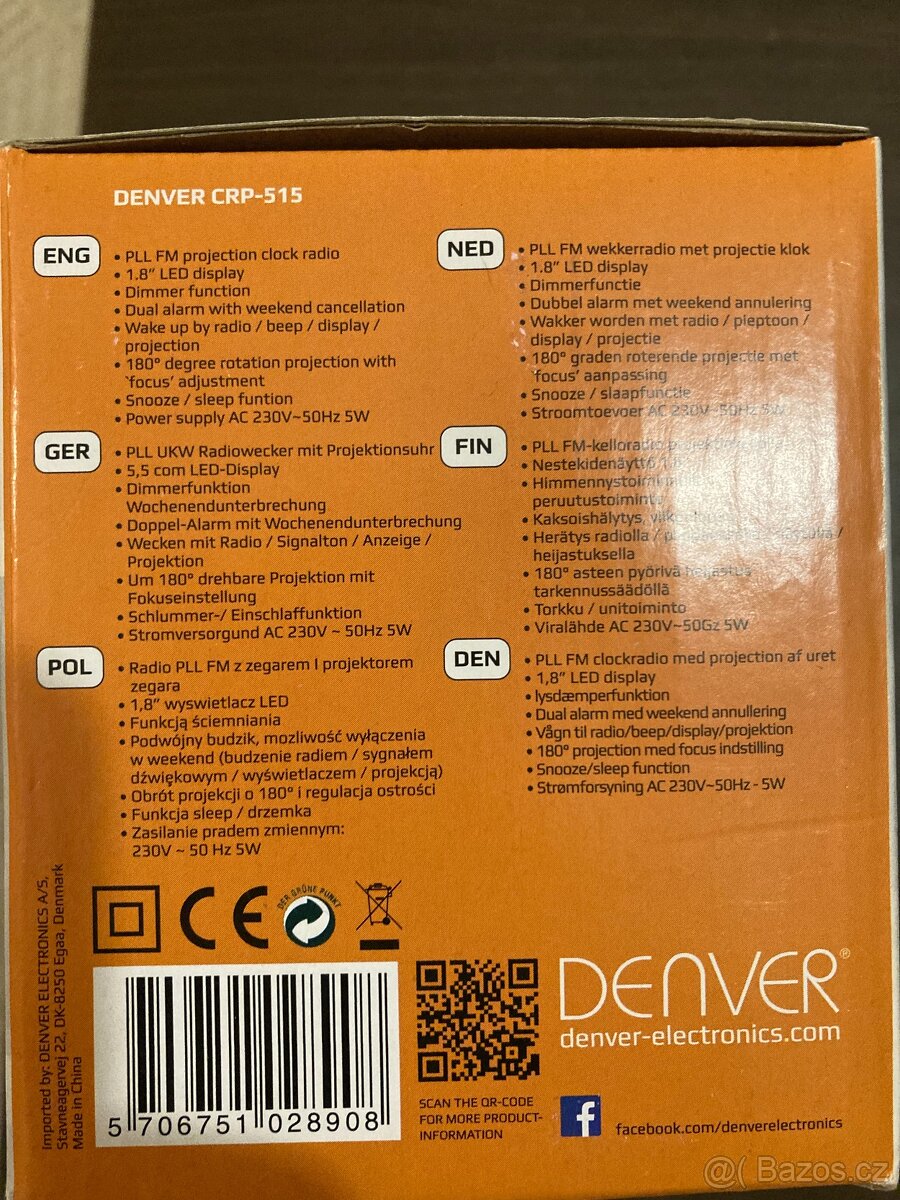 DENVER CRP-515
ENG
• PLL FM projection clock radio
• 1.8” LED display
• Dimmer function
• Dual alarm with weekend cancellation
• Wake up by radio / beep / display /
projection
• 180° degree rotation projection with
‘focus’ adjustment
• Snooze / sleep funtion
• Power supply AC 230V~50Hz 5W
GER
• PLL UKW Radiowecker mit Projektionsuhr
• 5,5 com LED-Display
• Dimmerfunktion
Wochenendunterbrechung
• Doppel-Alarm mit Wochenendunterbrechung
• Wecken mit Radio / Signalton / Anzeige /
Projektion
• Um 180° drehbare Projektion mit
Fokuseinstellung
• Schlummer-/ Einschlaffunktion
• Stromversorgund AC 230V ~ 50Hz 5W
POL
• Radio PLL FM z zegarem I projektorem
zegara
• 1,8” wyswietlacz LED
• Funkcją ściemniania
• Podwójny budzik, mozliwość wyłączenia
w weekend (budzenie radiem / sygnałem
dźwiękowym / wyświetlaczem / projekcją)
• Obrót projekcji o 180° i regulacja ostrości
• Funkcja sleep / drzemka
• Zasilanie pradem zmiennym:
230V ~ 50 Hz 5W
NED
• PLL FM wekkerradio met projectie klok
• 1.8” LED display
• Dimmerfunctie
• Dubbel alarm met weekend annulering
• Wakker worden met radio / pieptoon /
display / projectie
• 180° graden roterende projectie met
‘focus’ aanpassing
• Snooze / slaapfunctie
• Stroomtoevoer AC 230V~50Hz 5W
FIN
• PLL FM-kelloradio
• Nestekidenäyttö
• Himmennystoiminto
peruutustoiminto
• Kaksoishälytys,
• Herätys radiolla /
heijastuksella
• 180° asteen pyörivä heijastus
tarkennussäädöllä
• Torkku / unitoiminto
• Viralähde AC 230V~50Gz 5W
DEN
• PLL FM clockradio med projection af uret
• 1,8” LED display
• lysdæmperfunktion
• Dual alarm med weekend annullering
• Vågn til radio/beep/display/projektion
• 180° projection med focus indstilling
• Snooze/sleep function
• Strømforsyning AC 230V~50Hz - 5W
Imported by: DENVER ELECTRONICS A/S,
Stavneagervej 22, DK-8250 Egaa, Denmark
Made in China
CE
DER GRÜNE PUNKT
5 706751 028908
SCAN THE QR-CODE
FOR MORE PRODUCT-
INFORMATION
DENVER®
denver-electronics.com
f
facebook.com/denverelectronics
@( Bazos.cz